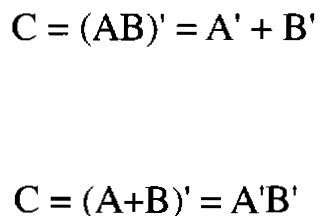 C = (AB)' = A' + B'
C = (A+B)' = A'B'